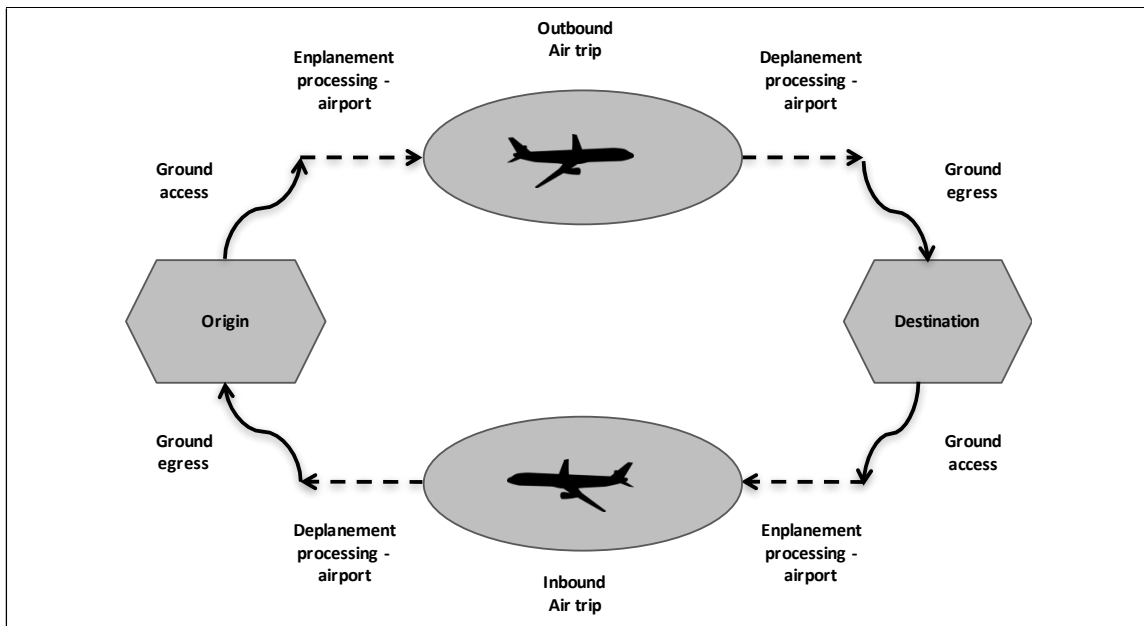 Outbound
Air trip
Enplanement
processing -
airport
Deplanement
processing -
airport
Ground
access
Ground
egress
Origin
Destination
Ground
egress
Ground
access
Deplanement
processing -
airport
Enplanement
processing -
airport
Inbound
Air trip